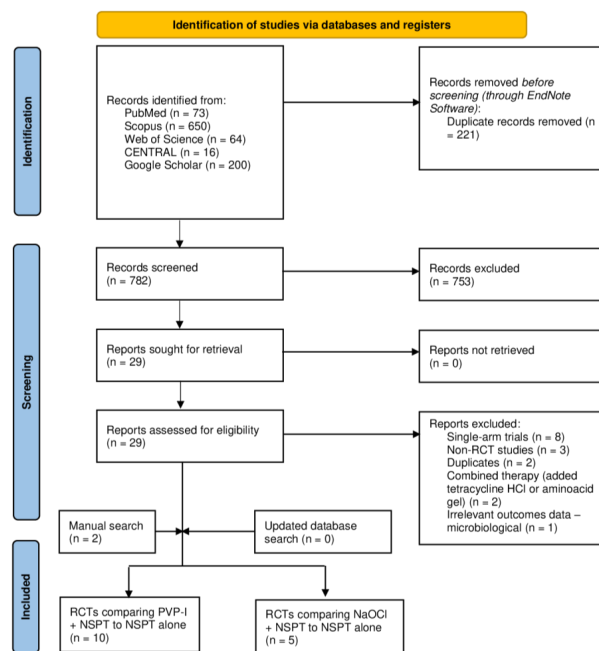 Identification of studies via databases and registers
Identification
Records identified from:
PubMed (n = 73)
Scopus (n = 650)
Web of Science (n = 64)
CENTRAL (n = 16)
Google Scholar (n = 200)
Records removed before
screening (through EndNote
Software):
Duplicate records removed (n
= 221)
Screening
Records screened
(n = 782)
Records excluded
(n = 753)
Reports sought for retrieval
(n = 29)
Reports not retrieved
(n = 0)
Reports assessed for eligibility
(n = 29)
Reports excluded:
Single-arm trials (n = 8)
Non-RCT studies (n = 3)
Duplicates (n = 2)
Combined therapy (added
tetracycline HCl or aminoacid
gel) (n = 2)
Irrelevant outcomes data –
microbiological (n = 1)
Manual search
(n = 2)
Updated database
search (n = 0)
Included
RCTs comparing PVP-I
+ NSPT to NSPT alone
(n = 10)
RCTs comparing NaOCl
+ NSPT to NSPT alone
(n = 5)